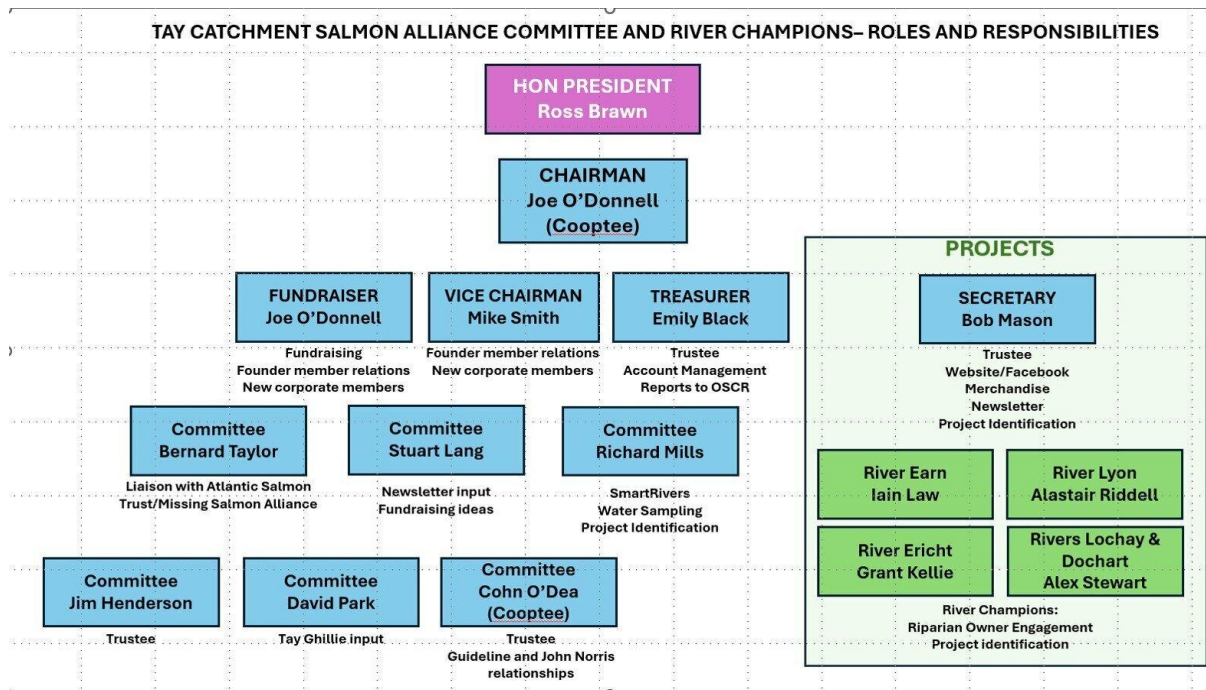 TAY CATCHMENT SALMON ALLIANCE COMMITTEE AND RIVER CHAMPIONS– ROLES AND RESPONSIBILITIES
HON PRESIDENT
Ross Brawn
CHAIRMAN
Joe O’Donnell
(Cooptee)
FUNDRAISER
Joe O’Donnell
Fundraising
Founder member relations
New corporate members
VICE CHAIRMAN
Mike Smith
Founder member relations
New corporate members
TREASURER
Emily Black
Trustee
Account Management
Reports to OSCR
Committee
Bernard Taylor
Liaison with Atlantic Salmon
Trust/Missing Salmon Alliance
Committee
Stuart Lang
Newsletter input
Fundraising ideas
Committee
Richard Mills
SmartRivers
Water Sampling
Project Identification
Committee
Jim Henderson
Trustee
Committee
David Park
Tay Ghillie input
Committee
Cohn O’Dea
(Cooptee)
Trustee
Guideline and John Norris
relationships
PROJECTS
SECRETARY
Bob Mason
Trustee
Website/Facebook
Merchandise
Newsletter
Project Identification
River Earn
Iain Law
River Lyon
Alastair Riddell
River Ericht
Grant Kellie
Rivers Lochay &
Dochart
Alex Stewart
River Champions:
Riparian Owner Engagement
Project identification